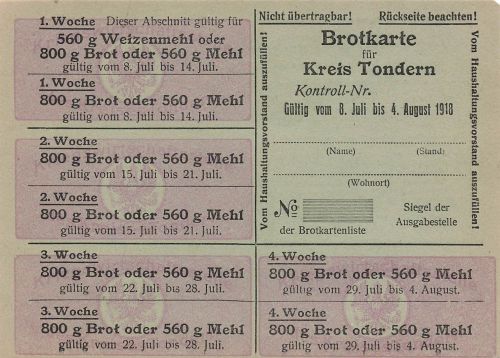 1. Woche Dieser Abschnitt gültig für
560 g Weizenmehl oder
800 g Brot oder 560 g Mehl
gültig vom 8. Juli bis 14. Juli.
1. Woche
800 g Brot oder 560 g Mehl
gültig vom 8. Juli bis 14. Juli.
2. Woche
800 g Brot oder 560 g Mehl
gültig vom 15. Juli bis 21. Juli.
2. Woche
800 g Brot oder 560 g Mehl
gültig vom 15. Juli bis 21. Juli.
3. Woche
800 g Brot oder 560 g Mehl
gültig vom 22. Juli bis 28. Juli.
3. Woche
800 g Brot oder 560 g Mehl
gültig vom 22. Juli bis 28. Juli.
Nicht übertragbar! Rückseite beachten!
Vom Haushaltungsvorstand auszufüllen!
Brotkarte
für
Kreis Tondern
Kontroll-Nr.
Gültig vom 8. Juli bis 4. August 1918
(Name) (Stand)
(Wohnort)
No
der Brotkartenliste
Siegel der
Ausgabestelle
Vom Haushaltungsvorstand auszufüllen!
4. Woche
800 g Brot oder 560 g Mehl
gültig vom 29. Juli bis 4. August.
4. Woche
800 g Brot oder 560 g Mehl
gültig vom 29. Juli bis 4. August.